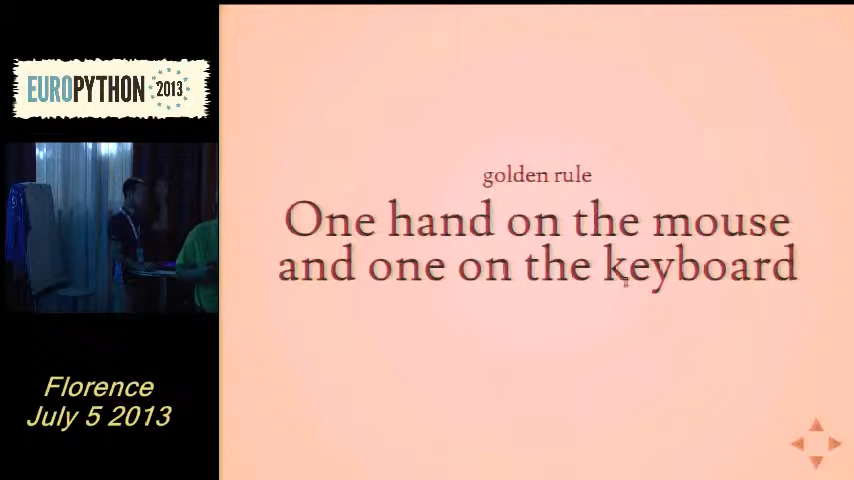 EUROPYTHON 2013
golden rule
One hand on the mouse
and one on the keyboard
Florence
July 5 2013